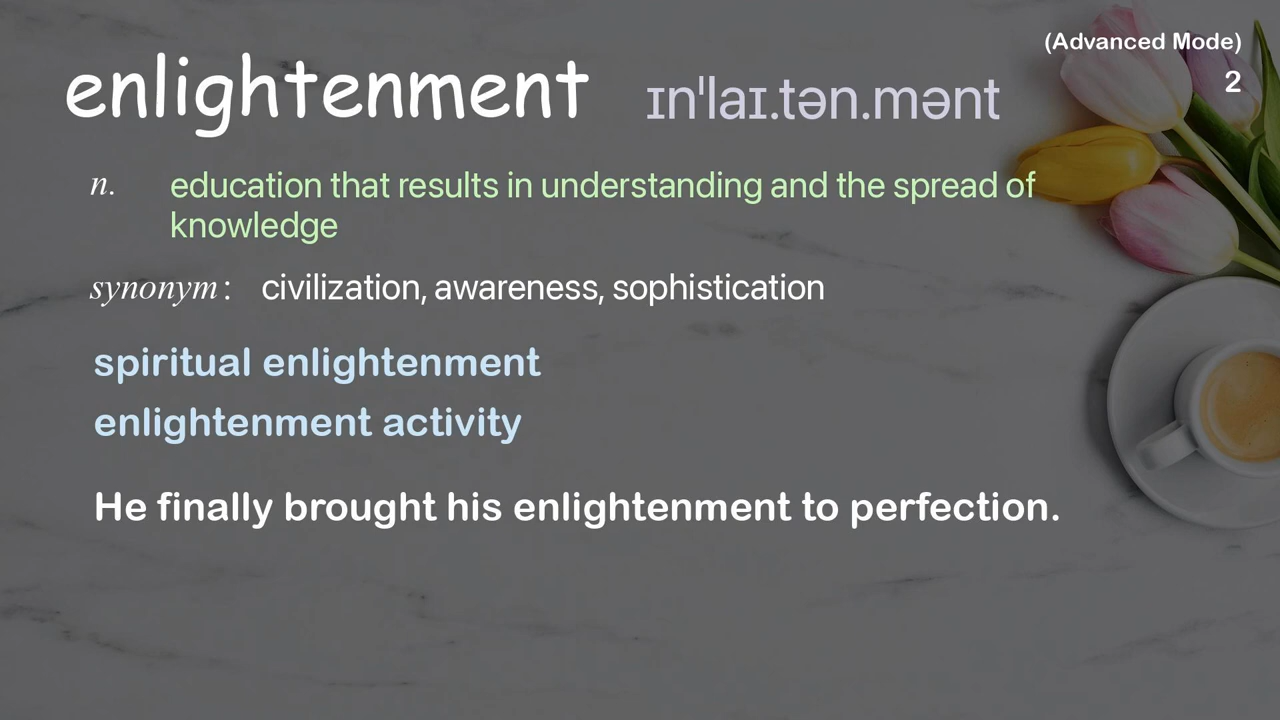 (Advanced Mode)
2
enlightenment ɪnˈlaɪ.tən.mənt
n. education that results in understanding and the spread of
knowledge
synonym : civilization, awareness, sophistication
spiritual enlightenment
enlightenment activity
He finally brought his enlightenment to perfection.